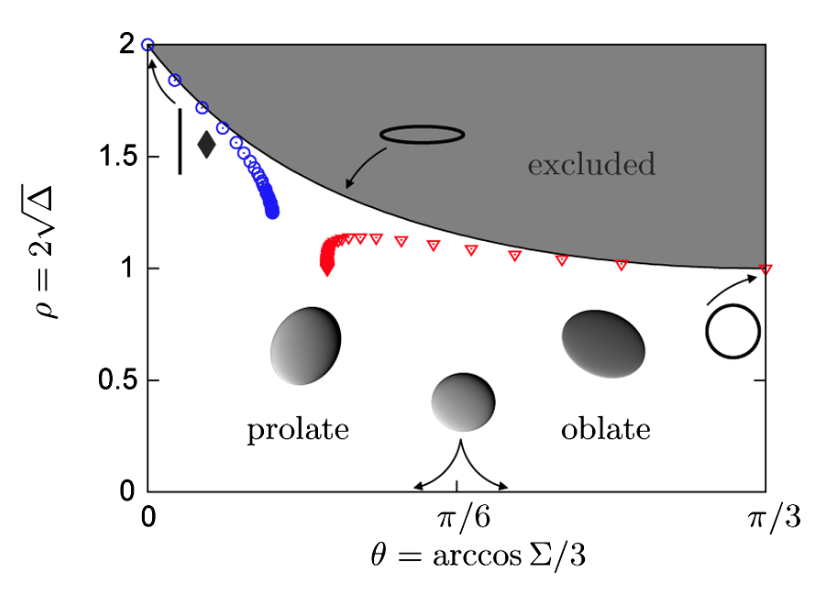 2
1.5
1
0.5
0
ρ = 2√Δ
excluded
prolate
oblate
0
π/6
π/3
θ = arccos Σ/3